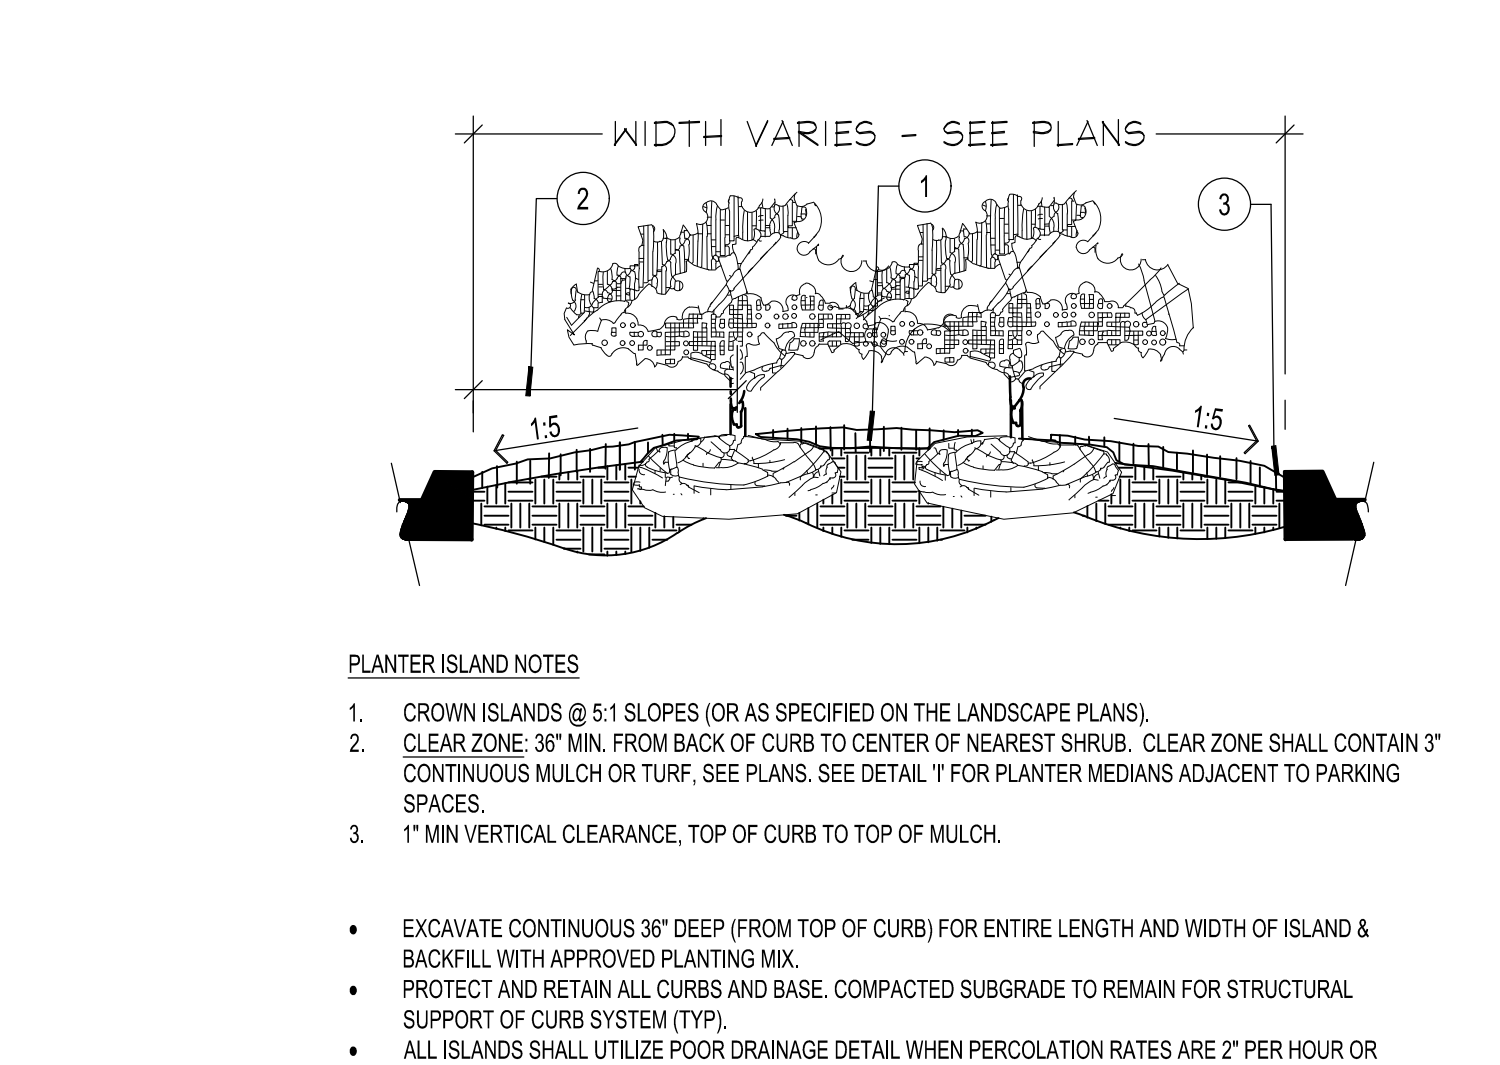 WIDTH VARIES - SEE PLANS
2
1
3
1:5
1:5
PLANTER ISLAND NOTES
1. CROWN ISLANDS @ 5:1 SLOPES (OR AS SPECIFIED ON THE LANDSCAPE PLANS).
2. CLEAR ZONE: 36" MIN. FROM BACK OF CURB TO CENTER OF NEAREST SHRUB. CLEAR ZONE SHALL CONTAIN 3"
CONTINUOUS MULCH OR TURF, SEE PLANS. SEE DETAIL 'I' FOR PLANTER MEDIANS ADJACENT TO PARKING
SPACES.
3. 1" MIN VERTICAL CLEARANCE, TOP OF CURB TO TOP OF MULCH.
• EXCAVATE CONTINUOUS 36" DEEP (FROM TOP OF CURB) FOR ENTIRE LENGTH AND WIDTH OF ISLAND &
BACKFILL WITH APPROVED PLANTING MIX.
• PROTECT AND RETAIN ALL CURBS AND BASE. COMPACTED SUBGRADE TO REMAIN FOR STRUCTURAL
SUPPORT OF CURB SYSTEM (TYP).
• ALL ISLANDS SHALL UTILIZE POOR DRAINAGE DETAIL WHEN PERCOLATION RATES ARE 2" PER HOUR OR